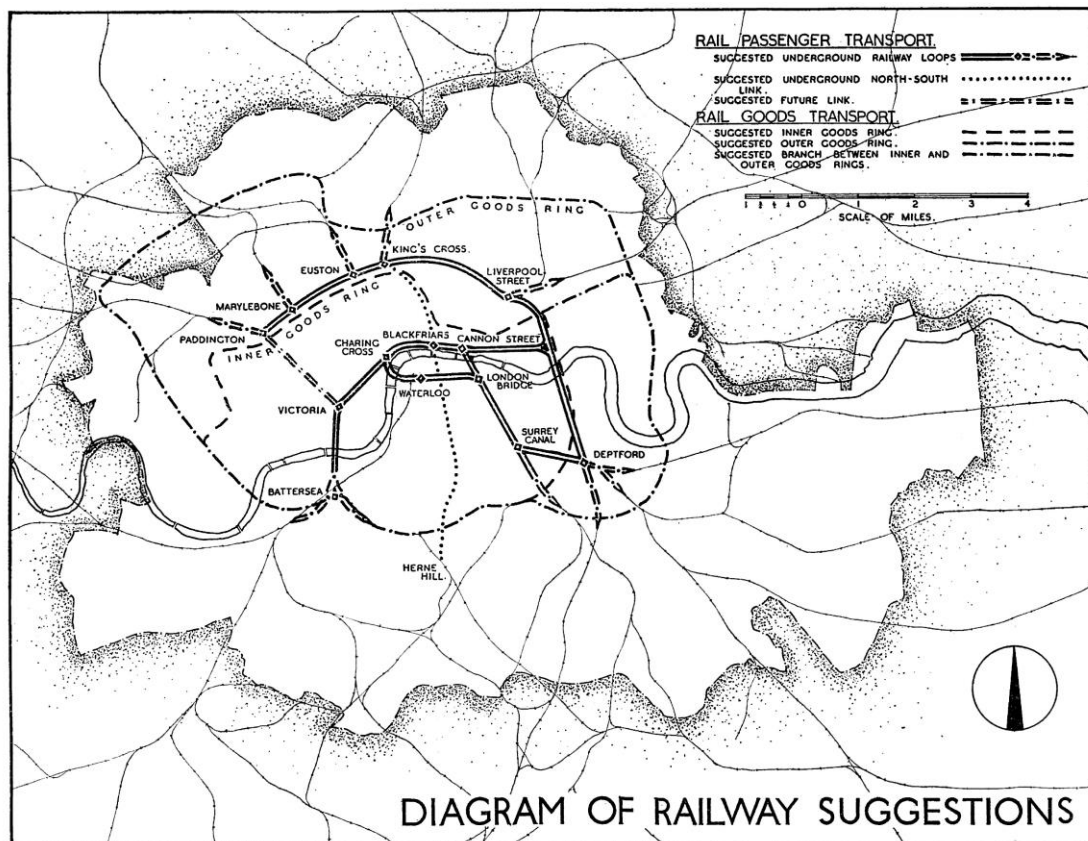 RAIL PASSENGER TRANSPORT.
SUGGESTED UNDERGROUND RAILWAY LOOPS
SUGGESTED UNDERGROUND NORTH-SOUTH
LINK.
SUGGESTED FUTURE LINK.
RAIL GOODS TRANSPORT.
SUGGESTED INNER GOODS RING.
SUGGESTED OUTER GOODS RING.
SUGGESTED BRANCH BETWEEN INNER AND
OUTER GOODS RINGS.
1 0 1 2 3 4
SCALE OF MILES.
OUTER GOODS RING
KING'S CROSS.
EUSTON
LIVERPOOL
STREET
MARYLEBONE
INNER GOODS RING
PADDINGTON
BLACKFRIARS
CANNON STREET
CHARING
CROSS
LONDON
BRIDGE
WATERLOO
VICTORIA
SURREY
CANAL
DEPTFORD
BATTERSEA
HERNE
HILL.
DIAGRAM OF RAILWAY SUGGESTIONS